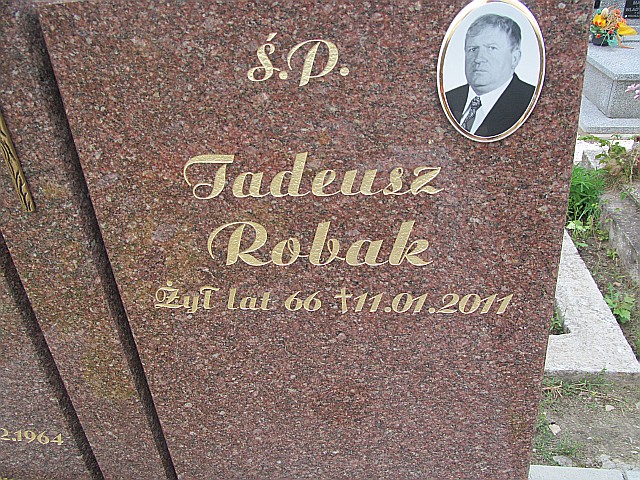 ś.p.
Tadeusz
Robak
Żył lat 66 †11.01.2011
2.1964